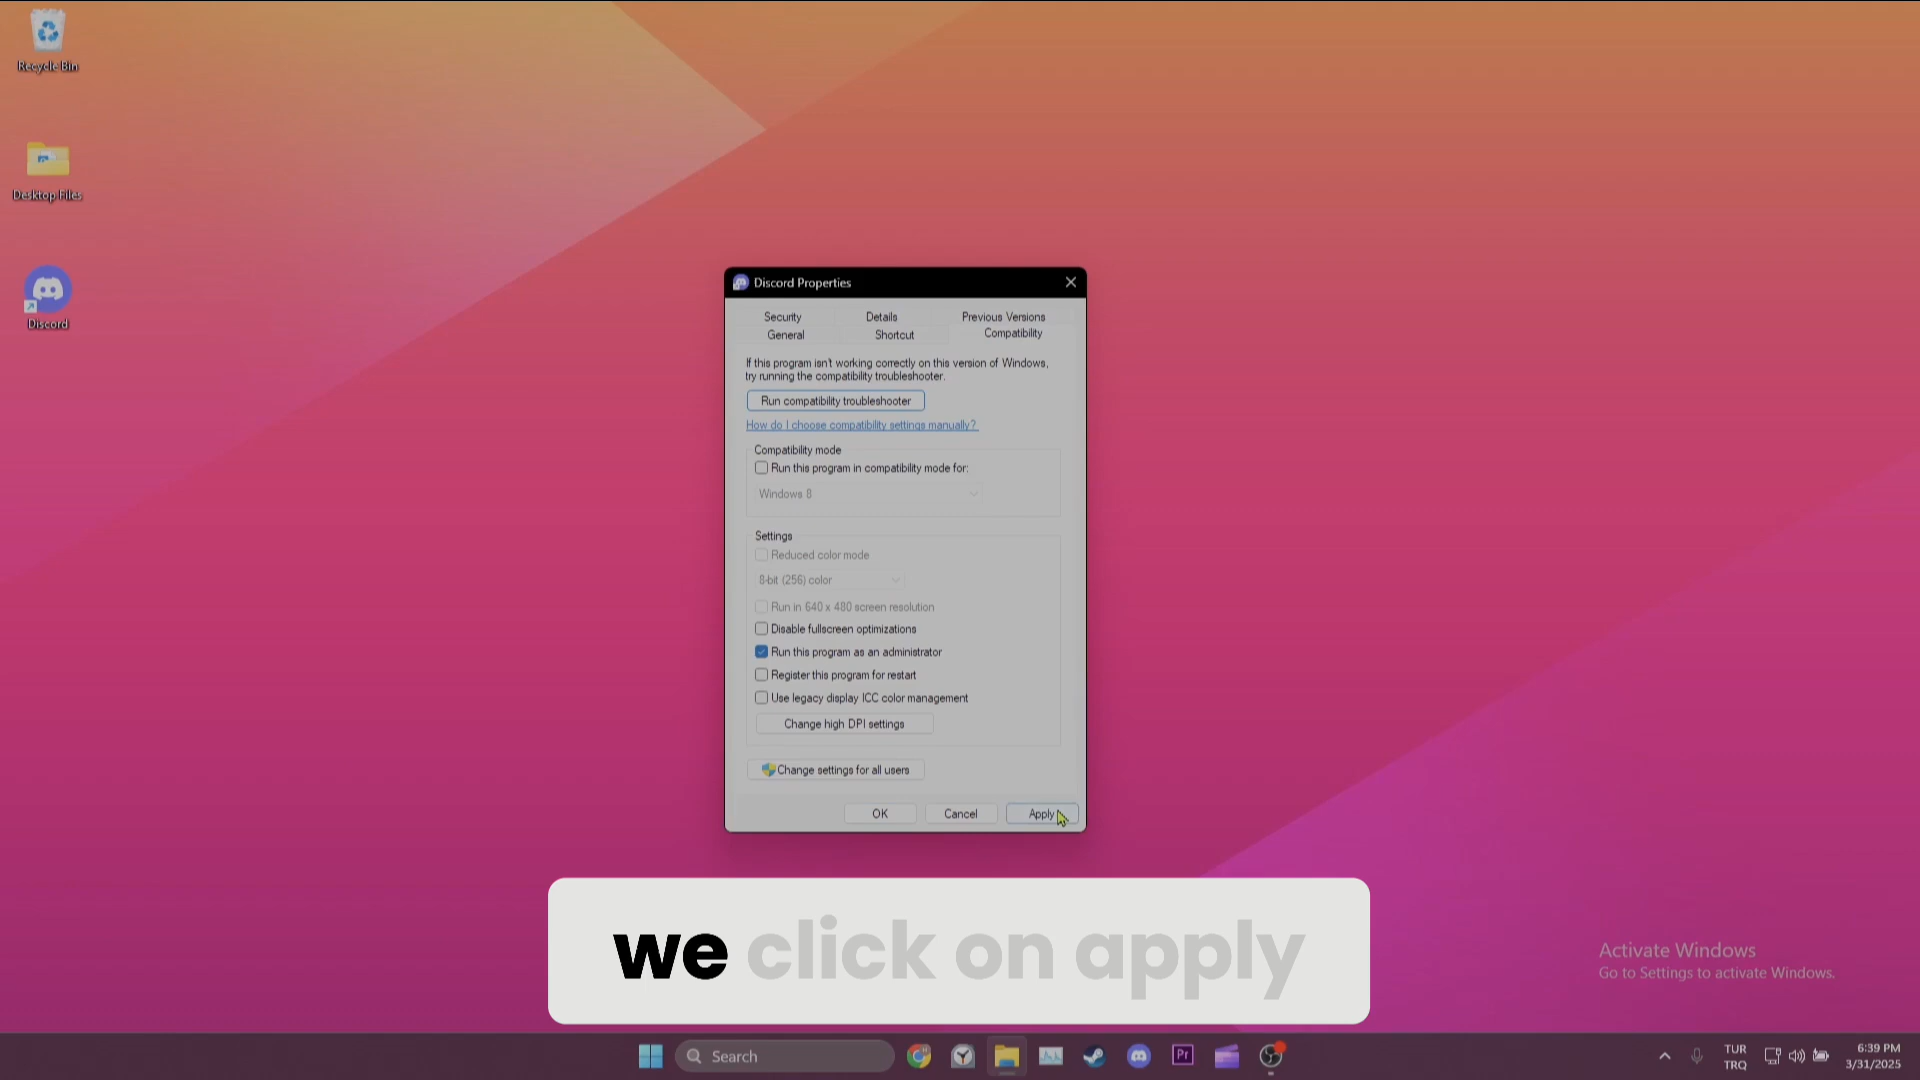 Recycle Bin
Desktop Files
Discord
Discord Properties
Security Details Previous Versions
General Shortcut Compatibility
If this program isn't working correctly on this version of Windows,
try running the compatibility troubleshooter.
Run compatibility troubleshooter
How do I choose compatibility settings manually?
Compatibility mode
Run this program in compatibility mode for:
Windows 8
Settings
Reduced color mode
8-bit (256) color
Run in 640 x 480 screen resolution
Disable fullscreen optimizations
Run this program as an administrator
Register this program for restart
Use legacy display ICC color management
Change high DPI settings
Change settings for all users
OK Cancel Apply
we click on apply
Activate Windows
Go to Settings to activate Windows.
Search
Pr
TUR
TRQ
6:39 PM
3/31/2025